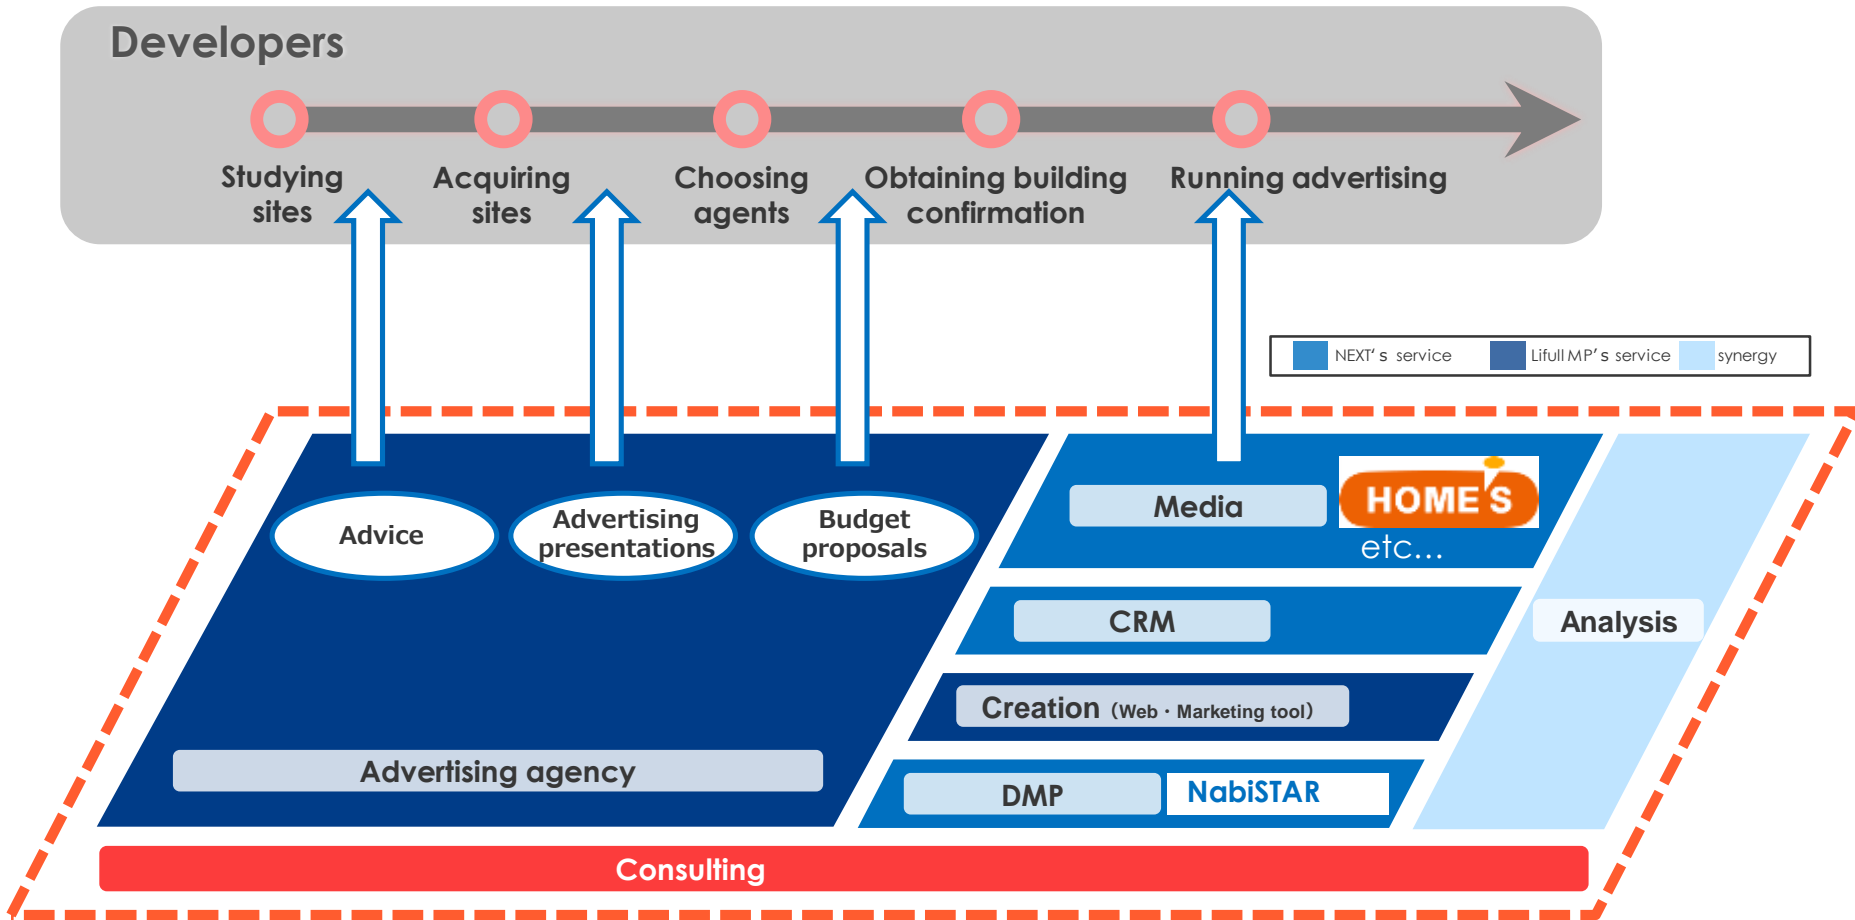 Developers
Studying
sites
Acquiring
sites
Choosing
agents
Obtaining building
confirmation
Running advertising
NEXT‘ s service
Lifull MP’s service
synergy
Advice
Advertising
presentations
Budget
proposals
Media
HOME'S
etc...
CRM
Analysis
Creation（Web・Marketing tool）
Advertising agency
DMP
NabiSTAR
Consulting